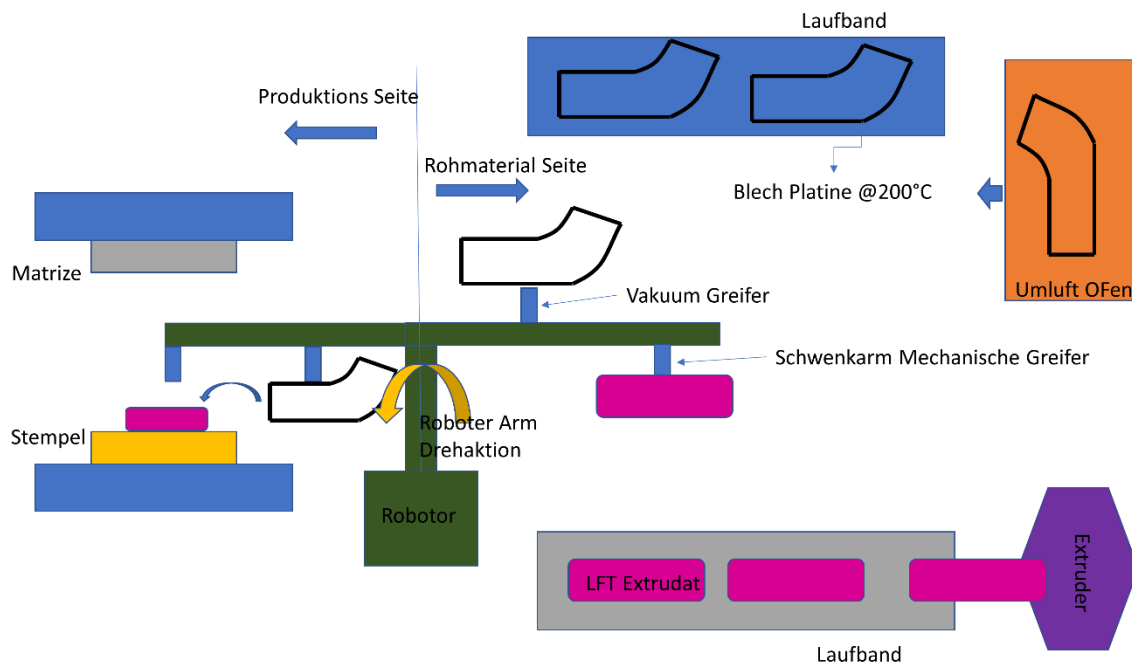 Laufband
Produktions Seite
Rohmaterial Seite
Blech Platine @200°C
Matrize
Umluft OFen
Vakuum Greifer
Schwenkarm Mechanische Greifer
Stempel
Roboter Arm
Drehaktion
Robotor
Extruder
LFT Extrudat
Laufband